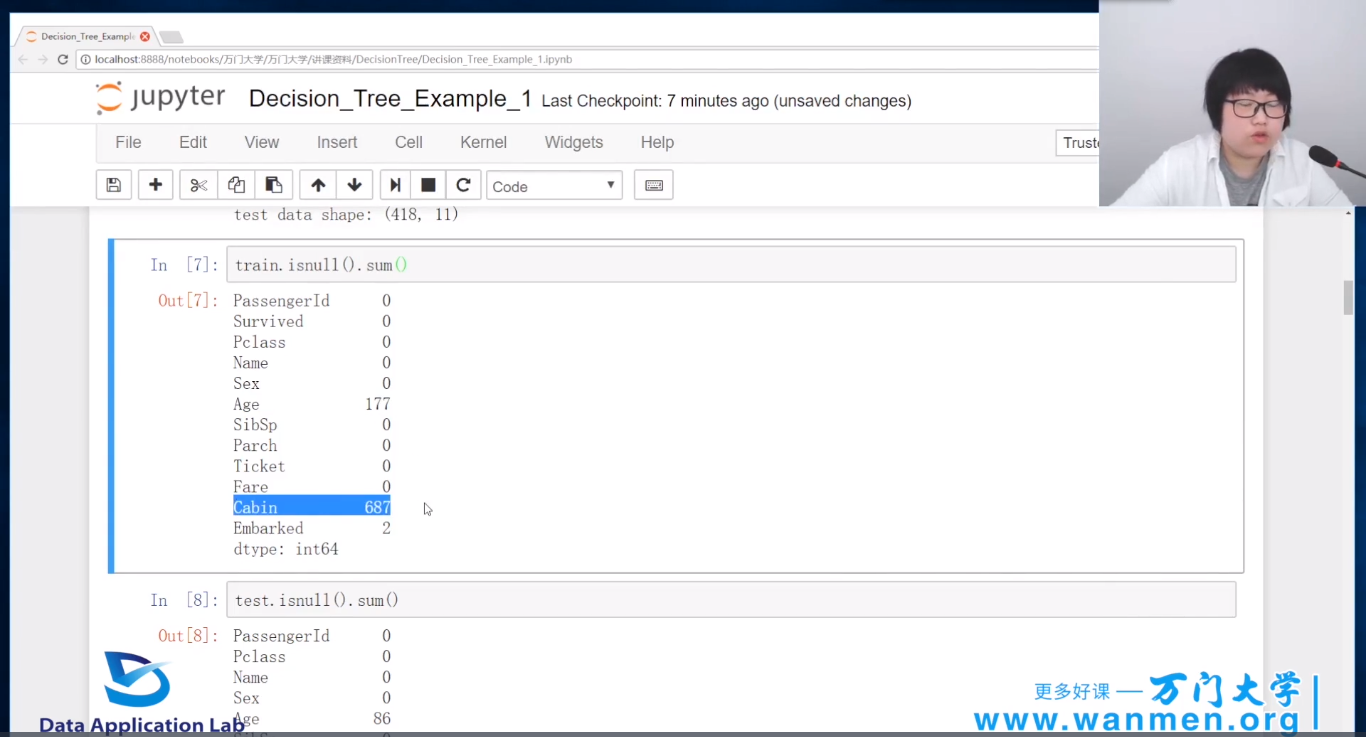 Decision_Tree_Exampl
localhost:8888/notebooks/万门大学/万门大学/讲课资料/DecisionTree/Decision_Tree_Example_1.ipynb
jupyter Decision_Tree_Example_1 Last Checkpoint: 7 minutes ago (unsaved changes)
File Edit View Insert Cell Kernel Widgets Help Truste
Code
test data shape: (418, 11)
In [7]: train.isnull().sum()
Out[7]: PassengerId 0
Survived 0
Pclass 0
Name 0
Sex 0
Age 177
SibSp 0
Parch 0
Ticket 0
Fare 0
Cabin 687
Embarked 2
dtype: int64
In [8]: test.isnull().sum()
Out[8]: PassengerId 0
Pclass 0
Name 0
Sex 0
Age 86
更多好课 — 万门大学
www.wanmen.org
Data Application Lab